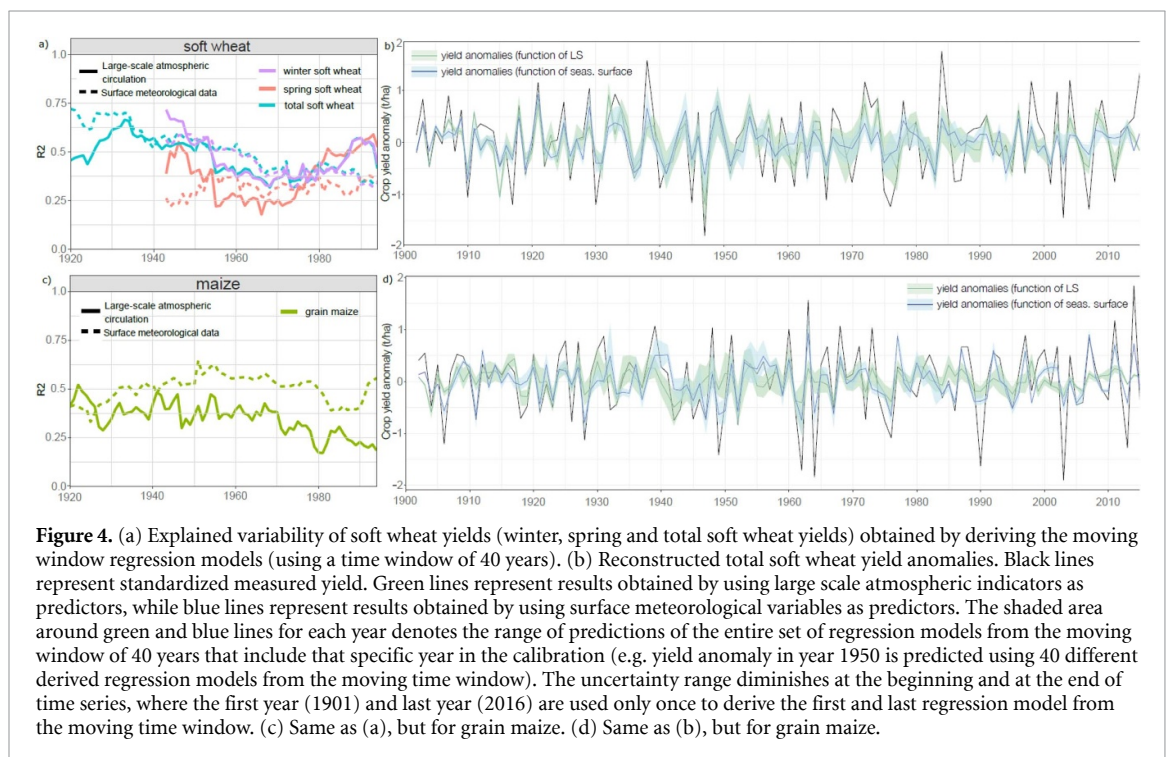 a)
soft wheat
1.0
0.75
0.5
0.25
0.0
R2
Large-scale atmospheric
circulation
Surface meteorological data
winter soft wheat
spring soft wheat
total soft wheat
1920 1940 1960 1980
b)
2
1
0
−1
−2
Crop yield anomaly (t/ha)
yield anomalies (function of LS
yield anomalies (function of seas. surface
1900 1910 1920 1930 1940 1950 1960 1970 1980 1990 2000 2010
c)
maize
1.0
0.75
0.5
0.25
0.0
R2
Large-scale atmospheric
circulation
Surface meteorological data
grain maize
1920 1940 1960 1980
d)
2
1
0
−1
−2
Crop yield anomaly (t/ha)
yield anomalies (function of LS
yield anomalies (function of seas. surface
1900 1910 1920 1930 1940 1950 1960 1970 1980 1990 2000 2010
Figure 4. (a) Explained variability of soft wheat yields (winter, spring and total soft wheat yields) obtained by deriving the moving
window regression models (using a time window of 40 years). (b) Reconstructed total soft wheat yield anomalies. Black lines
represent standardized measured yield. Green lines represent results obtained by using large scale atmospheric indicators as
predictors, while blue lines represent results obtained by using surface meteorological variables as predictors. The shaded area
around green and blue lines for each year denotes the range of predictions of the entire set of regression models from the moving
window of 40 years that include that specific year in the calibration (e.g. yield anomaly in year 1950 is predicted using 40 different
derived regression models from the moving time window). The uncertainty range diminishes at the beginning and at the end of
time series, where the first year (1901) and last year (2016) are used only once to derive the first and last regression model from
the moving time window. (c) Same as (a), but for grain maize. (d) Same as (b), but for grain maize.